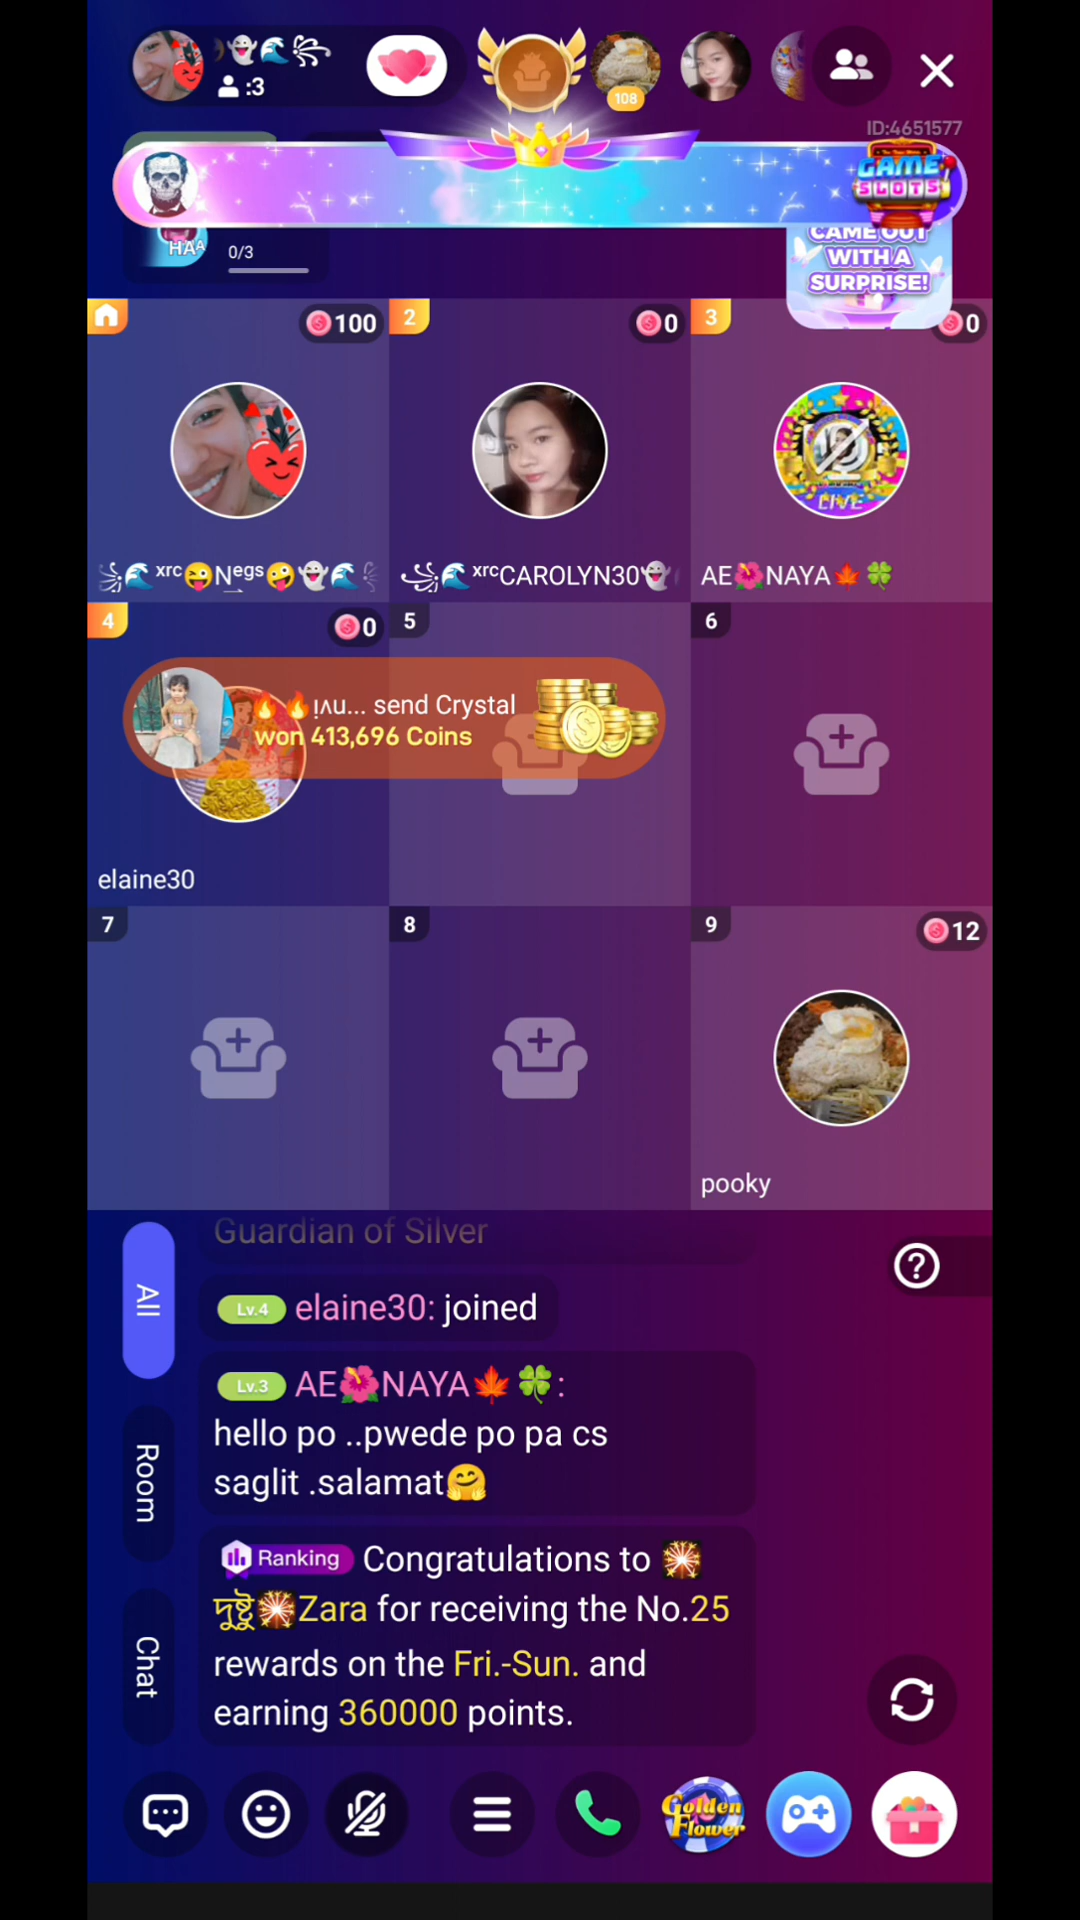 :3
108
ID:4651577
GAME
SLOTS
CAME OUT
WITH A
SURPRISE!
HAA
0/3
100
2
0
3
0
LIVE
xrc😜Negs🤪👻🌊
🌊xrcCAROLYN30👻
AE🌺NAYA🍁🍀
4
0
5
6
send Crystal
won 413,696 Coins
elaine30
7
8
9
12
pooky
Guardian of Silver
All
Lv.4 elaine30: joined
Lv.3 AE🌺NAYA🍁🍀:
hello po ..pwede po pa cs
saglit .salamat🤗
Room
Ranking Congratulations to 🎇
দুষ্টু🎇Zara for receiving the No.25
rewards on the Fri.-Sun. and
earning 360000 points.
Chat
Golden
Flower